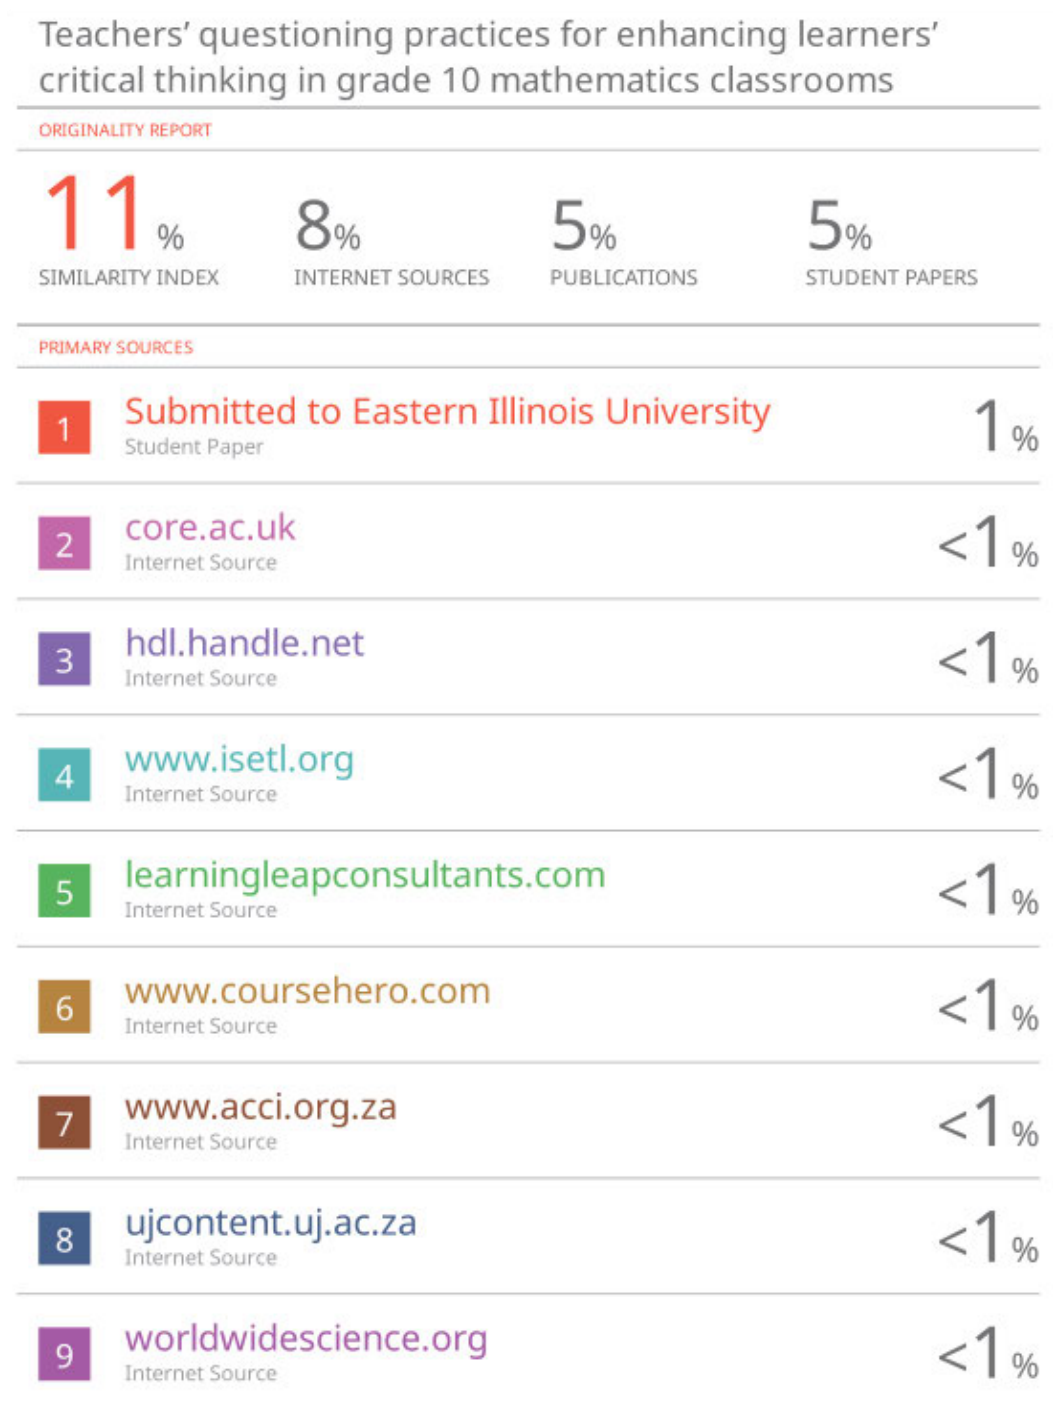 Teachers’ questioning practices for enhancing learners’
critical thinking in grade 10 mathematics classrooms
ORIGINALITY REPORT
11% 8% 5% 5%
SIMILARITY INDEX INTERNET SOURCES PUBLICATIONS STUDENT PAPERS
PRIMARY SOURCES
1 Submitted to Eastern Illinois University 1%
Student Paper
2 core.ac.uk <1%
Internet Source
3 hdl.handle.net <1%
Internet Source
4 www.isetl.org <1%
Internet Source
5 learningleapconsultants.com <1%
Internet Source
6 www.coursehero.com <1%
Internet Source
7 www.acci.org.za <1%
Internet Source
8 ujcontent.uj.ac.za <1%
Internet Source
9 worldwidescience.org <1%
Internet Source